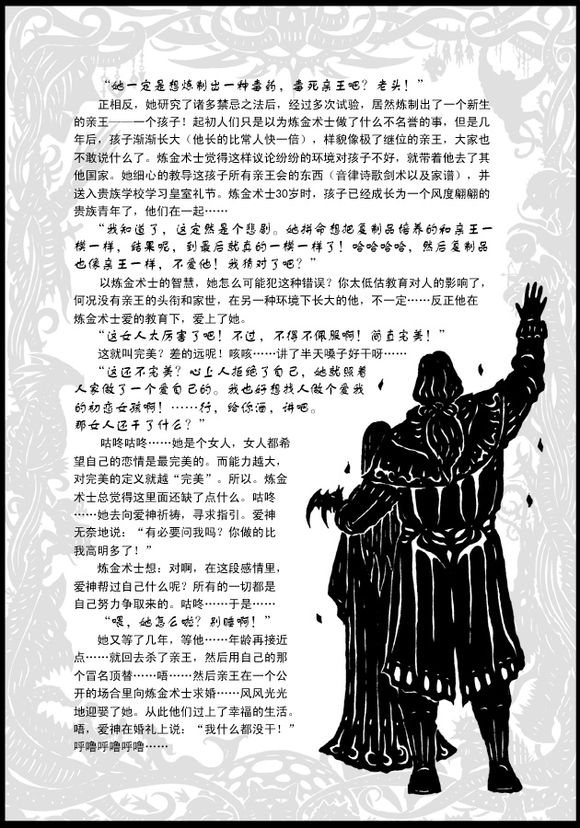 “她一定是想炼制出一种毒药，毒死亲王吧？老头！”
正相反，她研究了诸多禁忌之法后，经过多次试验，居然炼制出了一个新生
的亲王——一个孩子！起初人们只是以为炼金术士做了什么不名誉的事，但是几
年后，孩子渐渐长大（他长的比常人快一倍），样貌像极了继位的亲王，大家也
不敢说什么了。炼金术士觉得这样议论纷纷的环境对孩子不好，就带着他去了其
他国家。她细心的教导这孩子所有亲王会的东西（音律诗歌剑术以及家谱），并
送入贵族学校学习皇室礼节。炼金术士30岁时，孩子已经成长为一个风度翩翩的
贵族青年了，他们在一起……
“我知道了，这定然是个悲剧。她拼命想把复制品培养的和亲王一
模一样，结果呢，到最后就真的一模一样了！哈哈哈哈，然后复制品
也像亲王一样，不爱他！我猜对了吧？”
以炼金术士的智慧，她怎么可能犯这种错误？你太低估教育对人的影响了，
何况没有亲王的头衔和家世，在另一种环境下长大的他，不一定……反正他在
炼金术士爱的教育下，爱上了她。
“这女人太厉害了吧！不过，不得不佩服啊！简直完美！”
这就叫完美？差的远呢！咳咳……讲了半天嗓子好干呀……
“这还不完美？心上人拒绝了自己，她就照着
人家做了一个爱自己的。我也好想找人做个爱我
的初恋女孩啊！……行，给你酒，讲吧。
那女人还干了什么？”
咕咚咕咚……她是个女人，女人都希
望自己的恋情是最完美的。而能力越大，
对完美的定义就越“完美”。所以。炼金
术士总觉得这里面还缺了点什么。咕咚
……她去向爱神祈祷，寻求指引。爱神
无奈地说：“有必要问我吗？你做的比
我高明多了！”
炼金术士想：对啊，在这段感情里，
爱神帮过自己什么呢？所有的一切都是
自己努力争取来的。咕咚……于是……
“喂，她怎么啦？别睡啊！”
她又等了几年，等他……年龄再接近
点……就回去杀了亲王，然后用自己的那
个冒名顶替……唔……然后亲王在一个公
开的场合里向炼金术士求婚……风风光光
地迎娶了她。从此他们过上了幸福的生活。
唔，爱神在婚礼上说：“我什么都没干！”
呼噜呼噜呼噜……